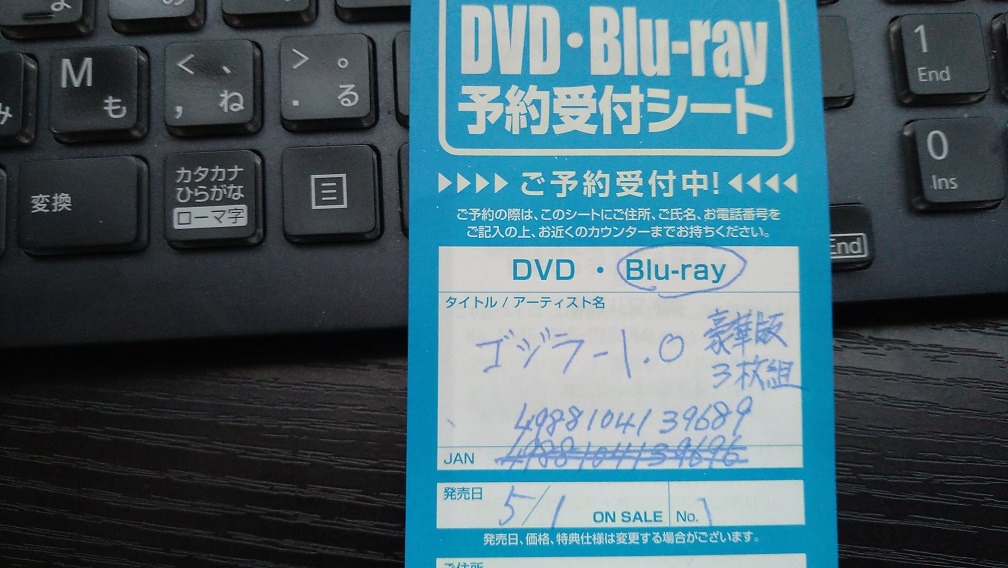 M も
< 、
, ね
> 。
. る
変換
カタカナ
ひらがな
ローマ字
1
End
0
Ins
End
DVD・Blu-ray
予約受付シート
ご予約受付中!
ご予約の際は、このシートにご住所、ご氏名、お電話番号を
ご記入の上、お近くのカウンターまでお持ちください。
DVD ・ Blu-ray
タイトル / アーティスト名
ゴジラ-1.0 豪華版
3枚組
4988104139689
JAN 4988104139696
発売日 5/1 ON SALE No. 1
発売日、価格、特典仕様は変更する場合がございます。
ご住所